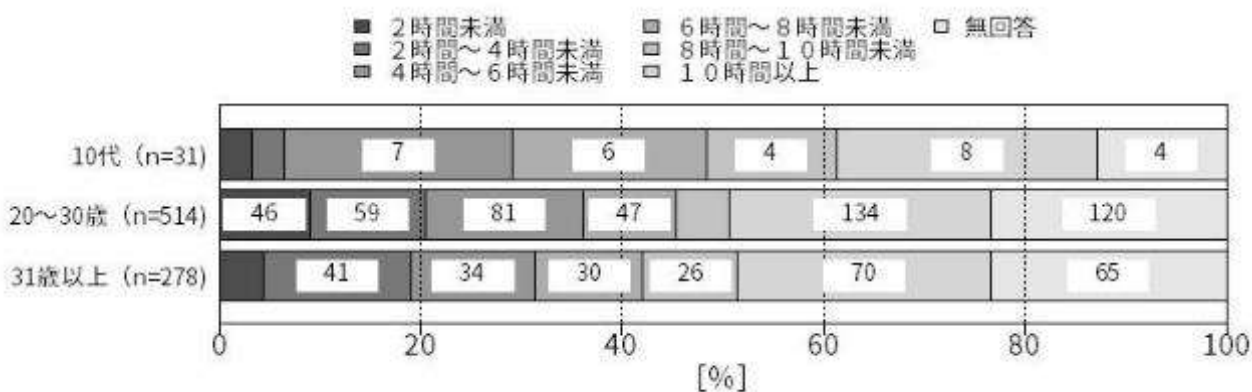 ２時間未満 ６時間～８時間未満 無回答
２時間～４時間未満 ８時間～１０時間未満
４時間～６時間未満 １０時間以上
10代（n=31) 7 6 4 8 4
20～30歳（n=514) 46 59 81 47 134 120
31歳以上（n=278) 41 34 30 26 70 65
0 20 40 60 80 100
[%]